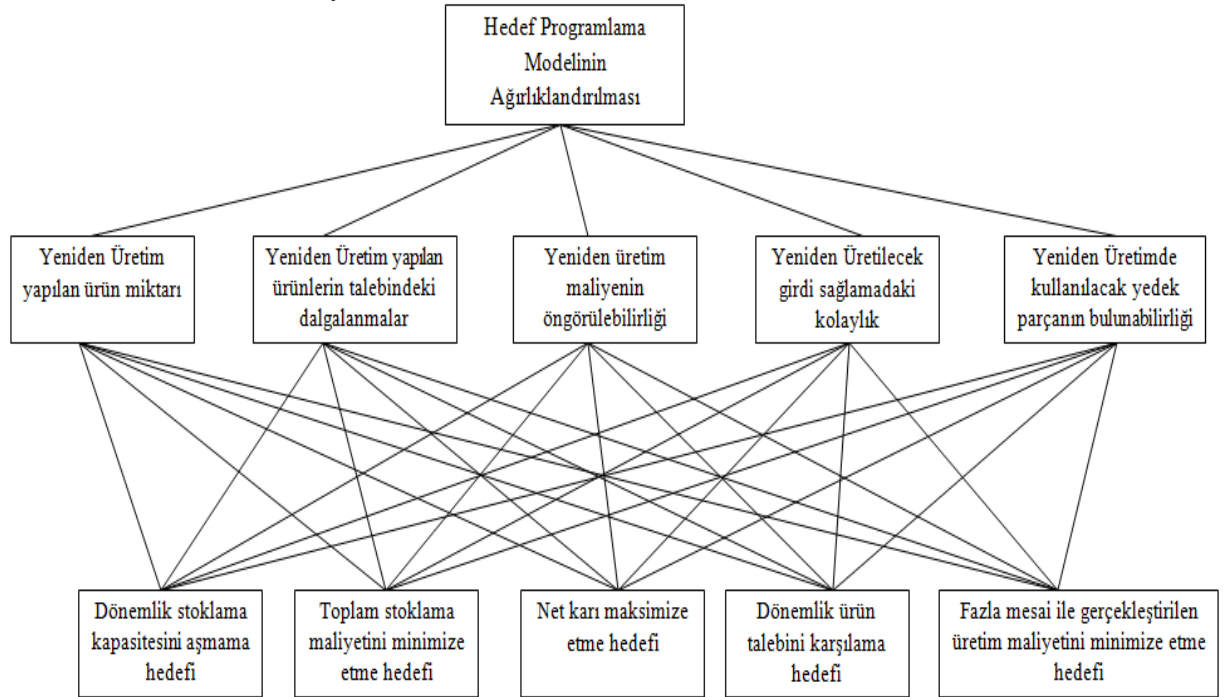 Hedef Programlama
Modelinin
Ağırlıklandırılması
Yeniden Üretim
yapılan ürün miktarı
Yeniden Üretim yapılan
ürünlerin talebindeki
dalgalanmalar
Yeniden üretim
maliyenin
öngörülebilirliği
Yeniden Üretilecek
girdi sağlamadaki
kolaylık
Yeniden Üretimde
kullanılacak yedek
parçanın bulunabilirliği
Dönemlik stoklama
kapasitesini aşmama
hedefi
Toplam stoklama
maliyetini minimize
etme hedefi
Net karı maksimize
etme hedefi
Dönemlik ürün
talebini karşılama
hedefi
Fazla mesai ile gerçekleştirilen
üretim maliyetini minimize etme
hedefi